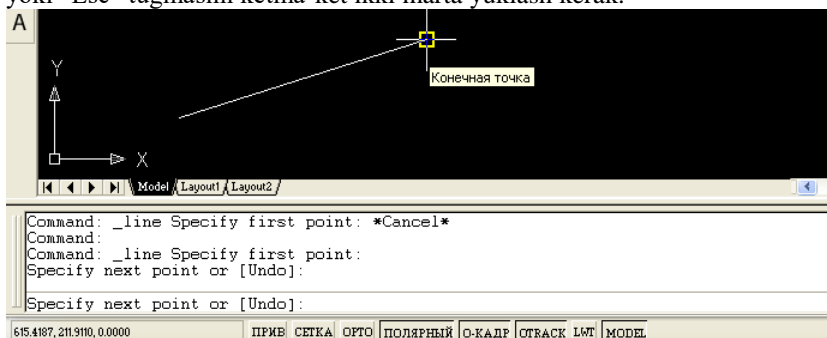 yoki "Esc" tugmasini ketma-ket ikki marta yuklash kerak.
A
Конечная точка
Y
X
Model Layout1 Layout2
Command: _line Specify first point: *Cancel*
Command:
Command: _line Specify first point:
Specify next point or [Undo]:
Specify next point or [Undo]:
615.4187, 211.9110, 0.0000 ПРИВ СЕТКА ОРТО ПОЛЯРНЫЙ О-КАДР OTRACK LWT MODEL